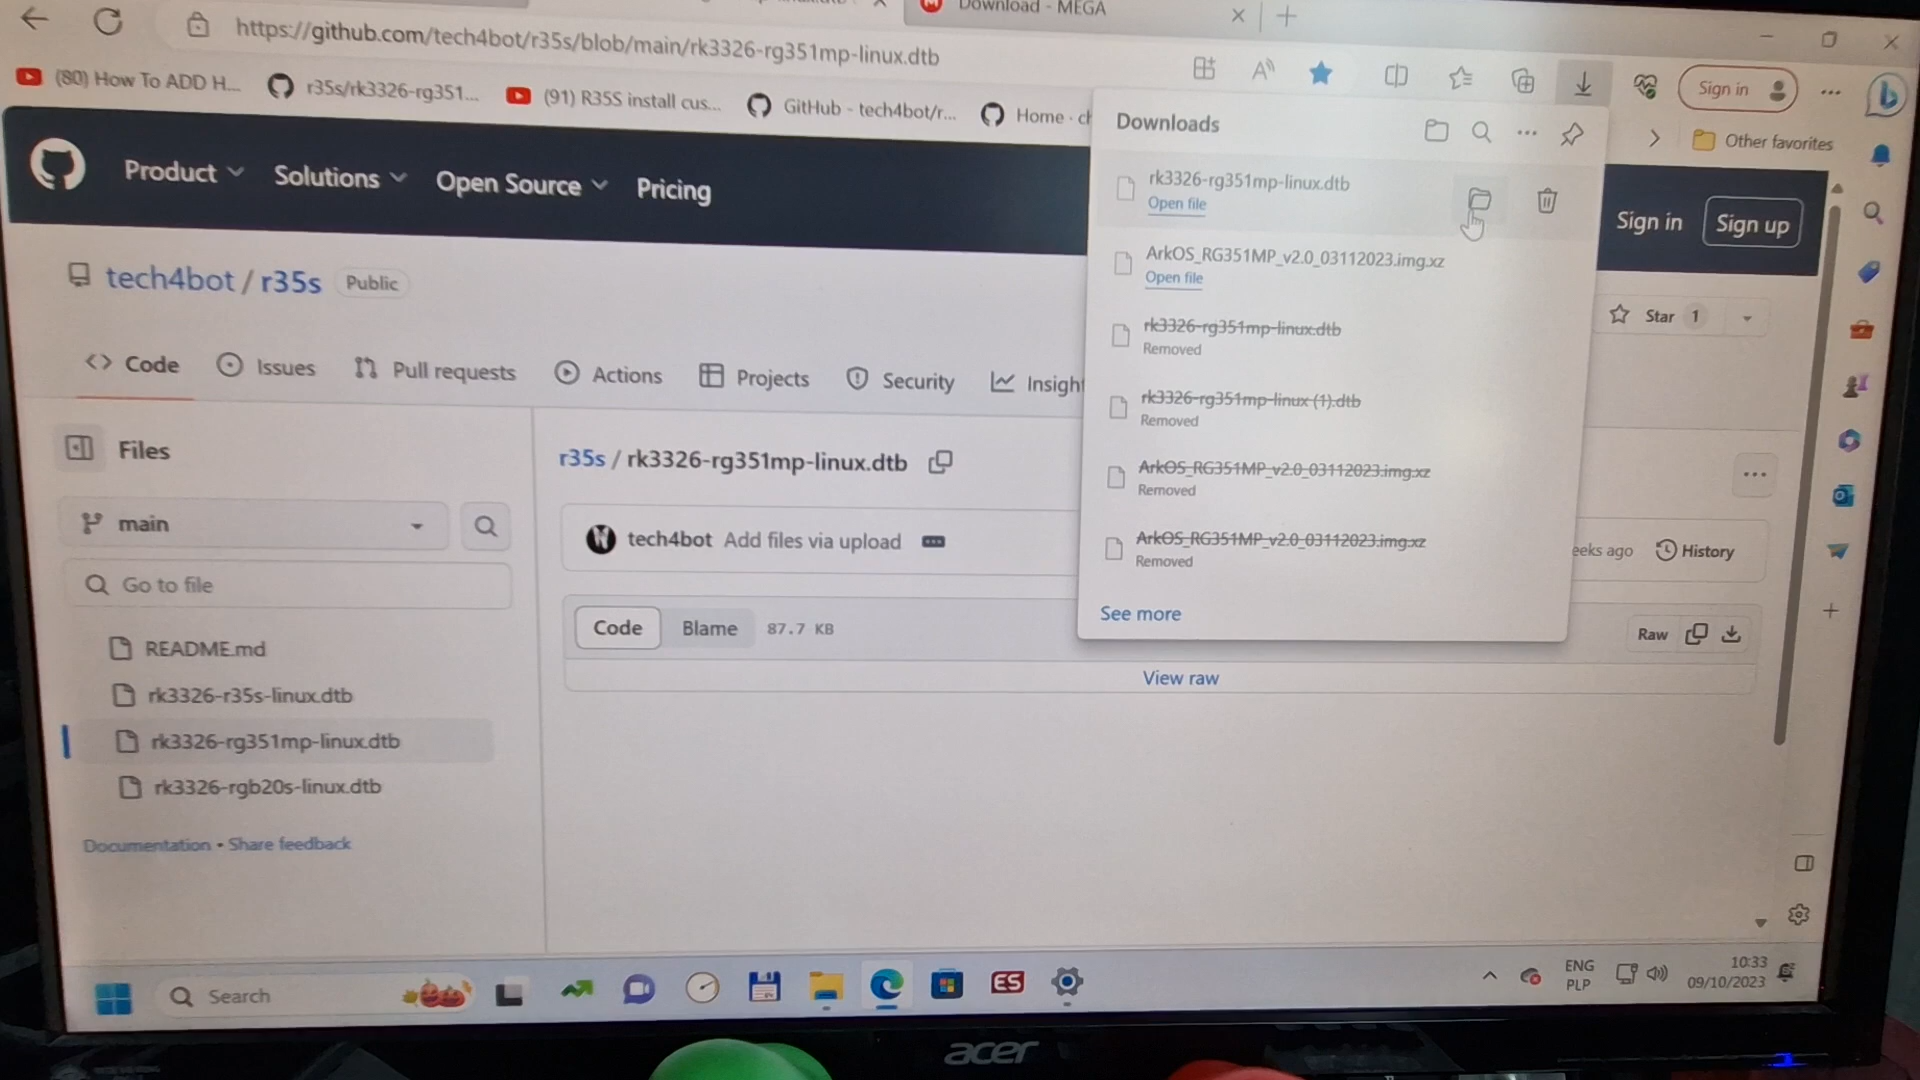 Download - MEGA
https://github.com/tech4bot/r35s/blob/main/rk3326-rg351mp-linux.dtb
Sign in
(80) How To ADD H...
r35s/rk3326-rg351...
(91) R35S install cus...
GitHub - tech4bot/r...
Home · ch
Other favorites
Product
Solutions
Open Source
Pricing
Sign in
Sign up
Downloads
rk3326-rg351mp-linux.dtb
Open file
ArkOS_RG351MP_v2.0_03112023.img.xz
Open file
rk3326-rg351mp-linux.dtb
Removed
rk3326-rg351mp-linux (1).dtb
Removed
ArkOS_RG351MP_v2.0_03112023.img.xz
Removed
ArkOS_RG351MP_v2.0_03112023.img.xz
Removed
See more
tech4bot / r35s
Public
Star 1
Code
Issues
Pull requests
Actions
Projects
Security
Insigh
Files
main
Go to file
README.md
rk3326-r35s-linux.dtb
rk3326-rg351mp-linux.dtb
rk3326-rgb20s-linux.dtb
Documentation • Share feedback
r35s / rk3326-rg351mp-linux.dtb
tech4bot Add files via upload
eeks ago
History
Code
Blame
87.7 KB
Raw
View raw
Search
ES
ENG
PLP
10:33
09/10/2023
acer